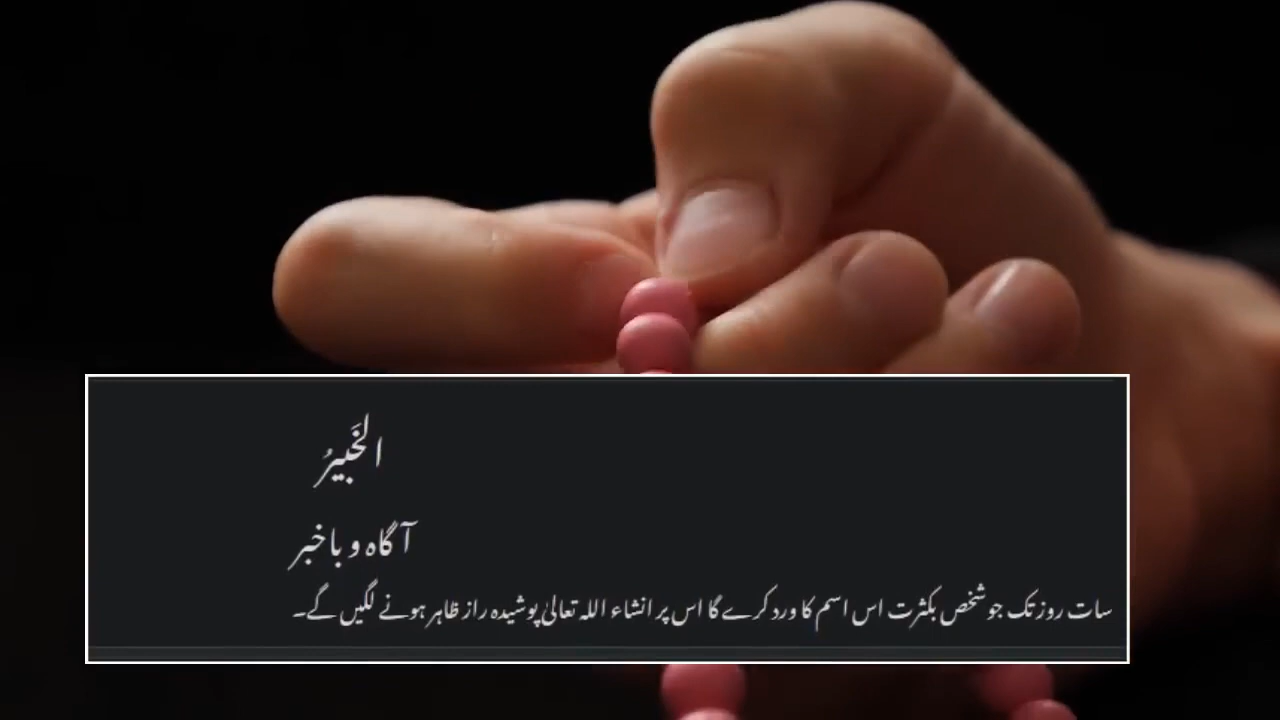 الخَبیرُ
آگاہ و باخبر
سات روز تک جو شخص بکثرت اس اسم کا ورد کرے گا اس پر انشاء اللہ تعالیٰ پوشیدہ راز ظاہر ہونے لگیں گے۔